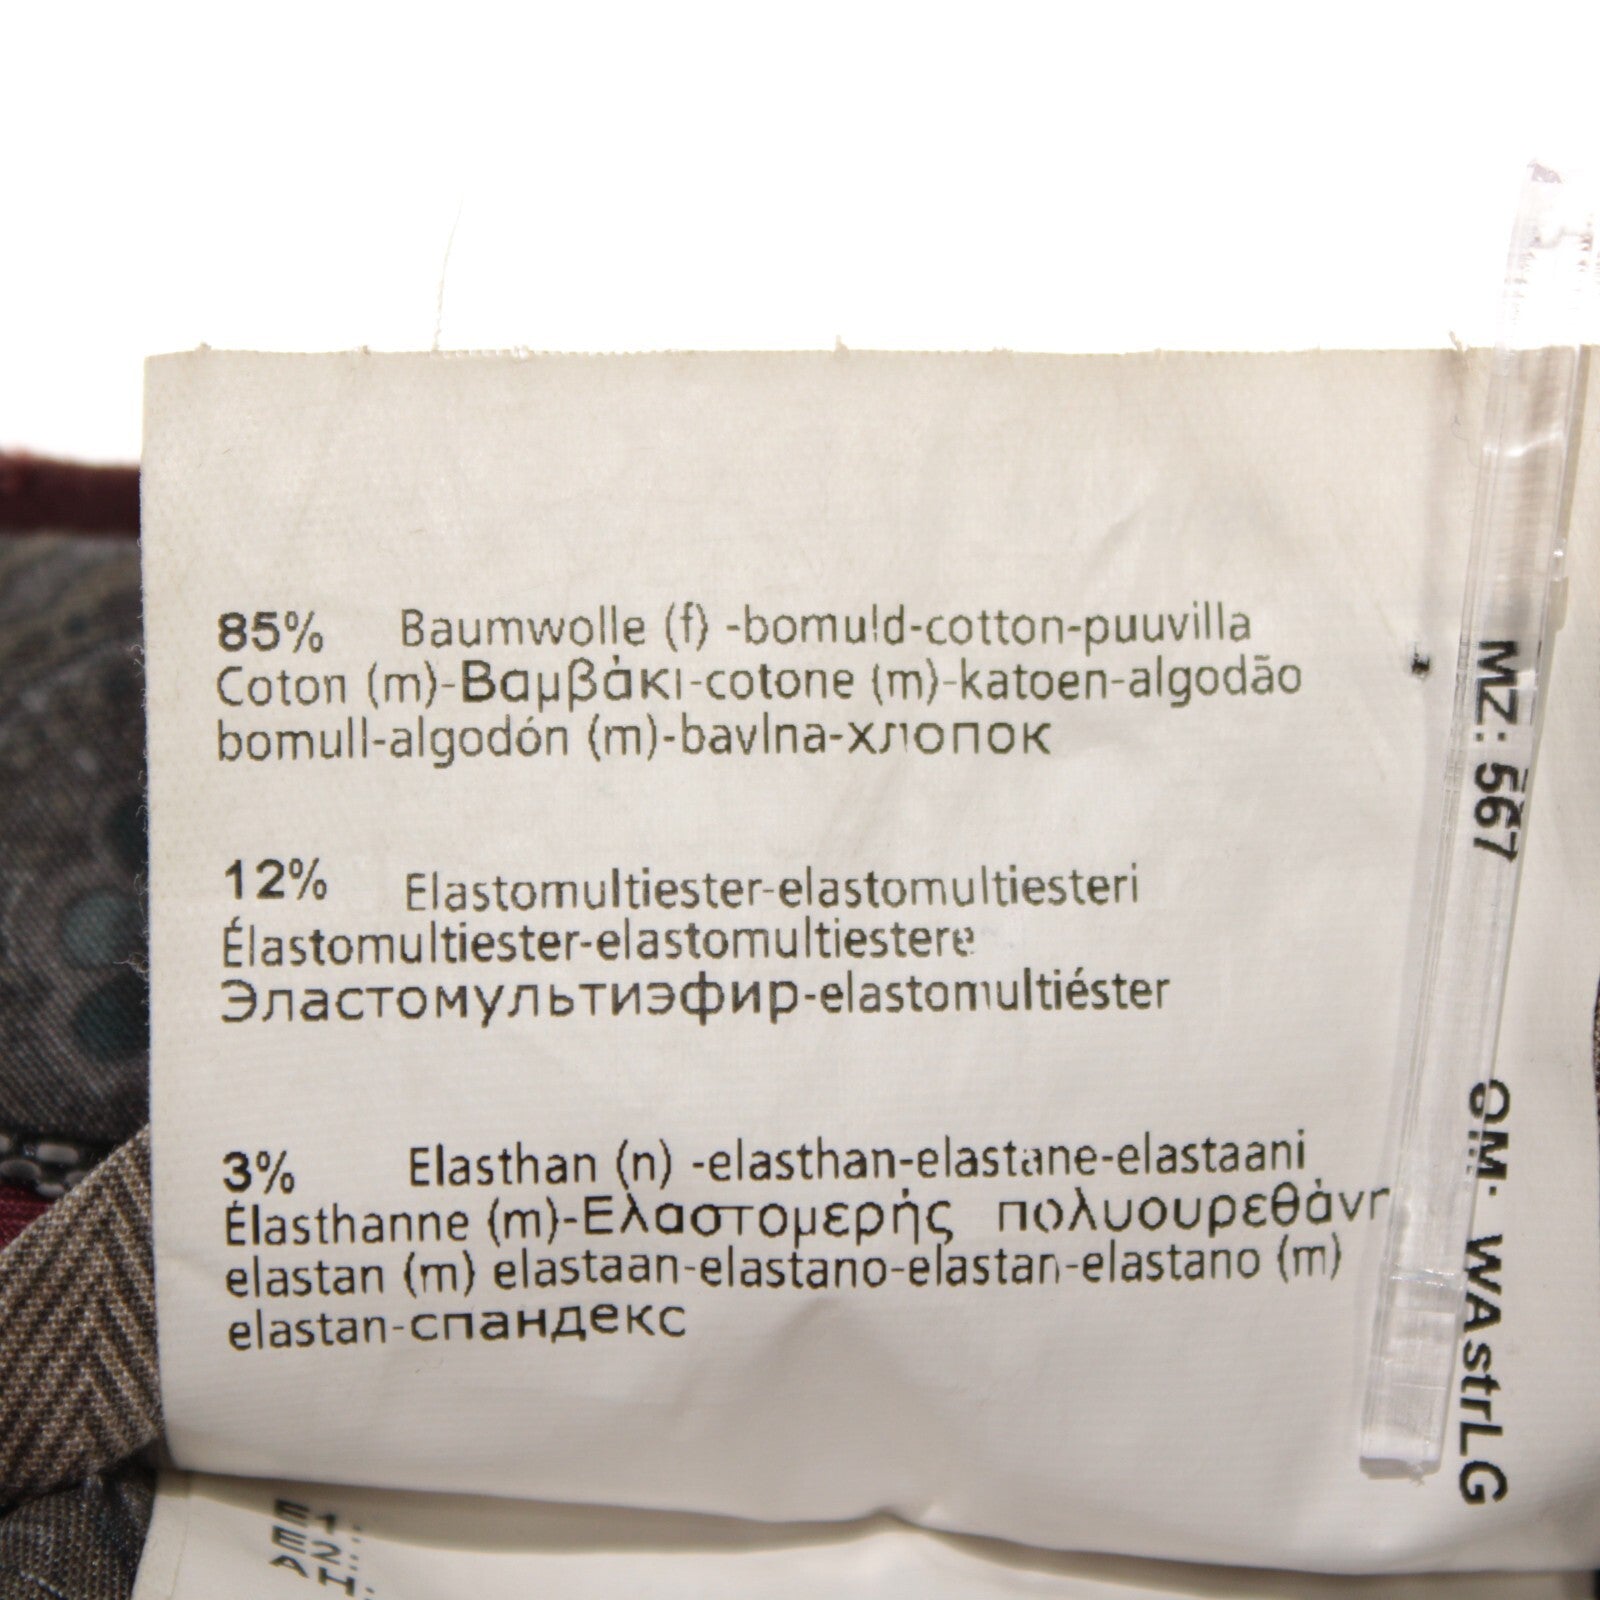 85% Baumwolle (f) -bomuld-cotton-puuvilla
Coton (m)-Βαμβάκι-cotone (m)-katoen-algodão
bomull-algodón (m)-bavlna-хлопок
12% Elastomultiester-elastomultiesteri
Élastomultiester-elastomultiestere
Эластомультиэфир-elastomultiéster
3% Elasthan (n) -elasthan-elastane-elastaani
Élasthanne (m)-Ελαστομερής
elastan (m) elastaan-elastano-elastan-elastano (m)
elastan-спандекс
MZ: 567
QM: WAstrLG